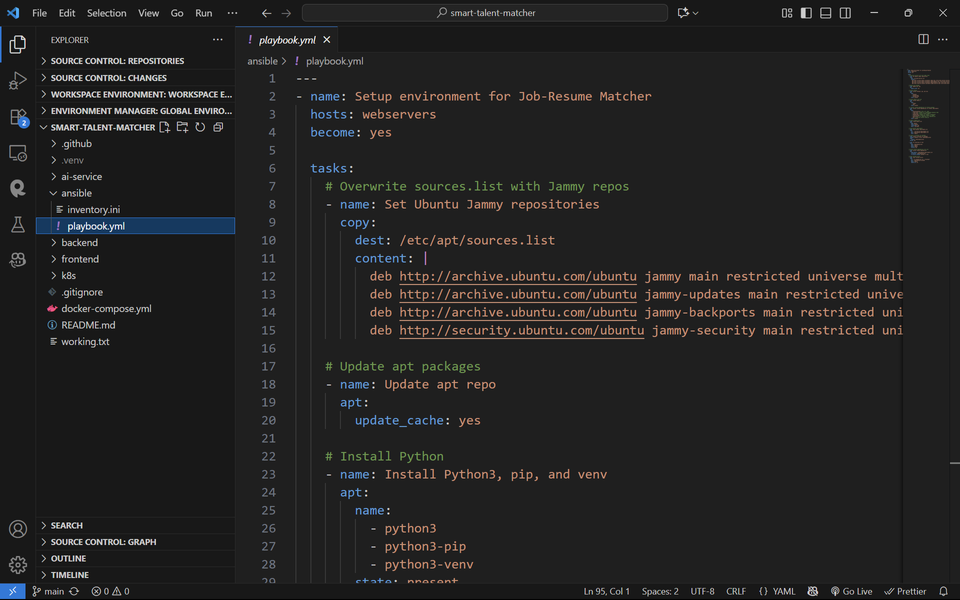 File Edit Selection View Go Run ··· smart-talent-matcher
EXPLORER ···
SOURCE CONTROL: REPOSITORIES
SOURCE CONTROL: CHANGES
WORKSPACE ENVIRONMENT: WORKSPACE E...
ENVIRONMENT MANAGER: GLOBAL ENVIRO...
SMART-TALENT-MATCHER
.github
.venv
ai-service
ansible
inventory.ini
! playbook.yml
backend
frontend
k8s
.gitignore
docker-compose.yml
README.md
working.txt
SEARCH
SOURCE CONTROL: GRAPH
OUTLINE
TIMELINE
2
! playbook.yml
ansible > ! playbook.yml
1 ---
2 - name: Setup environment for Job-Resume Matcher
3 hosts: webservers
4 become: yes
5
6 tasks:
7 # Overwrite sources.list with Jammy repos
8 - name: Set Ubuntu Jammy repositories
9 copy:
10 dest: /etc/apt/sources.list
11 content: |
12 deb http://archive.ubuntu.com/ubuntu jammy main restricted universe mult
13 deb http://archive.ubuntu.com/ubuntu jammy-updates main restricted unive
14 deb http://archive.ubuntu.com/ubuntu jammy-backports main restricted uni
15 deb http://security.ubuntu.com/ubuntu jammy-security main restricted uni
16
17 # Update apt packages
18 - name: Update apt repo
19 apt:
20 update_cache: yes
21
22 # Install Python
23 - name: Install Python3, pip, and venv
24 apt:
25 name:
26 - python3
27 - python3-pip
28 - python3-venv
29 state: present
main 0 0 Ln 95, Col 1 Spaces: 2 UTF-8 CRLF {} YAML Go Live Prettier